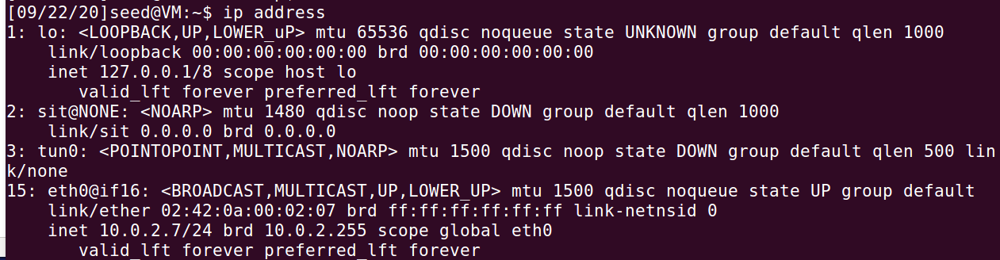 [09/22/20]seed@VM:~$ ip address
1: lo: <LOOPBACK,UP,LOWER_uP> mtu 65536 qdisc noqueue state UNKNOWN group default qlen 1000
link/loopback 00:00:00:00:00:00 brd 00:00:00:00:00:00
inet 127.0.0.1/8 scope host lo
valid_lft forever preferred_lft forever
2: sit@NONE: <NOARP> mtu 1480 qdisc noop state DOWN group default qlen 1000
link/sit 0.0.0.0 brd 0.0.0.0
3: tun0: <POINTOPOINT,MULTICAST,NOARP> mtu 1500 qdisc noop state DOWN group default qlen 500 lin
k/none
15: eth0@if16: <BROADCAST,MULTICAST,UP,LOWER_UP> mtu 1500 qdisc noqueue state UP group default
link/ether 02:42:0a:00:02:07 brd ff:ff:ff:ff:ff:ff link-netnsid 0
inet 10.0.2.7/24 brd 10.0.2.255 scope global eth0
valid_lft forever preferred_lft forever